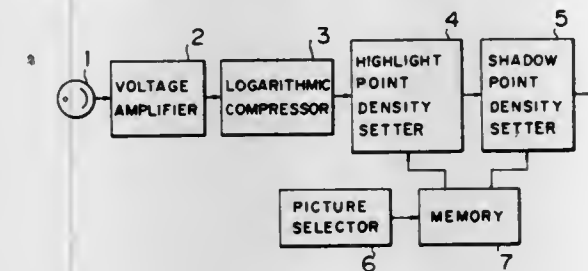 1
2
3
4
5
VOLTAGE
AMPLIFIER
LOGARITHMIC
COMPRESSOR
HIGHLIGHT
POINT
DENSITY
SETTER
SHADOW
POINT
DENSITY
SETTER
PICTURE
SELECTOR
MEMORY
6
7